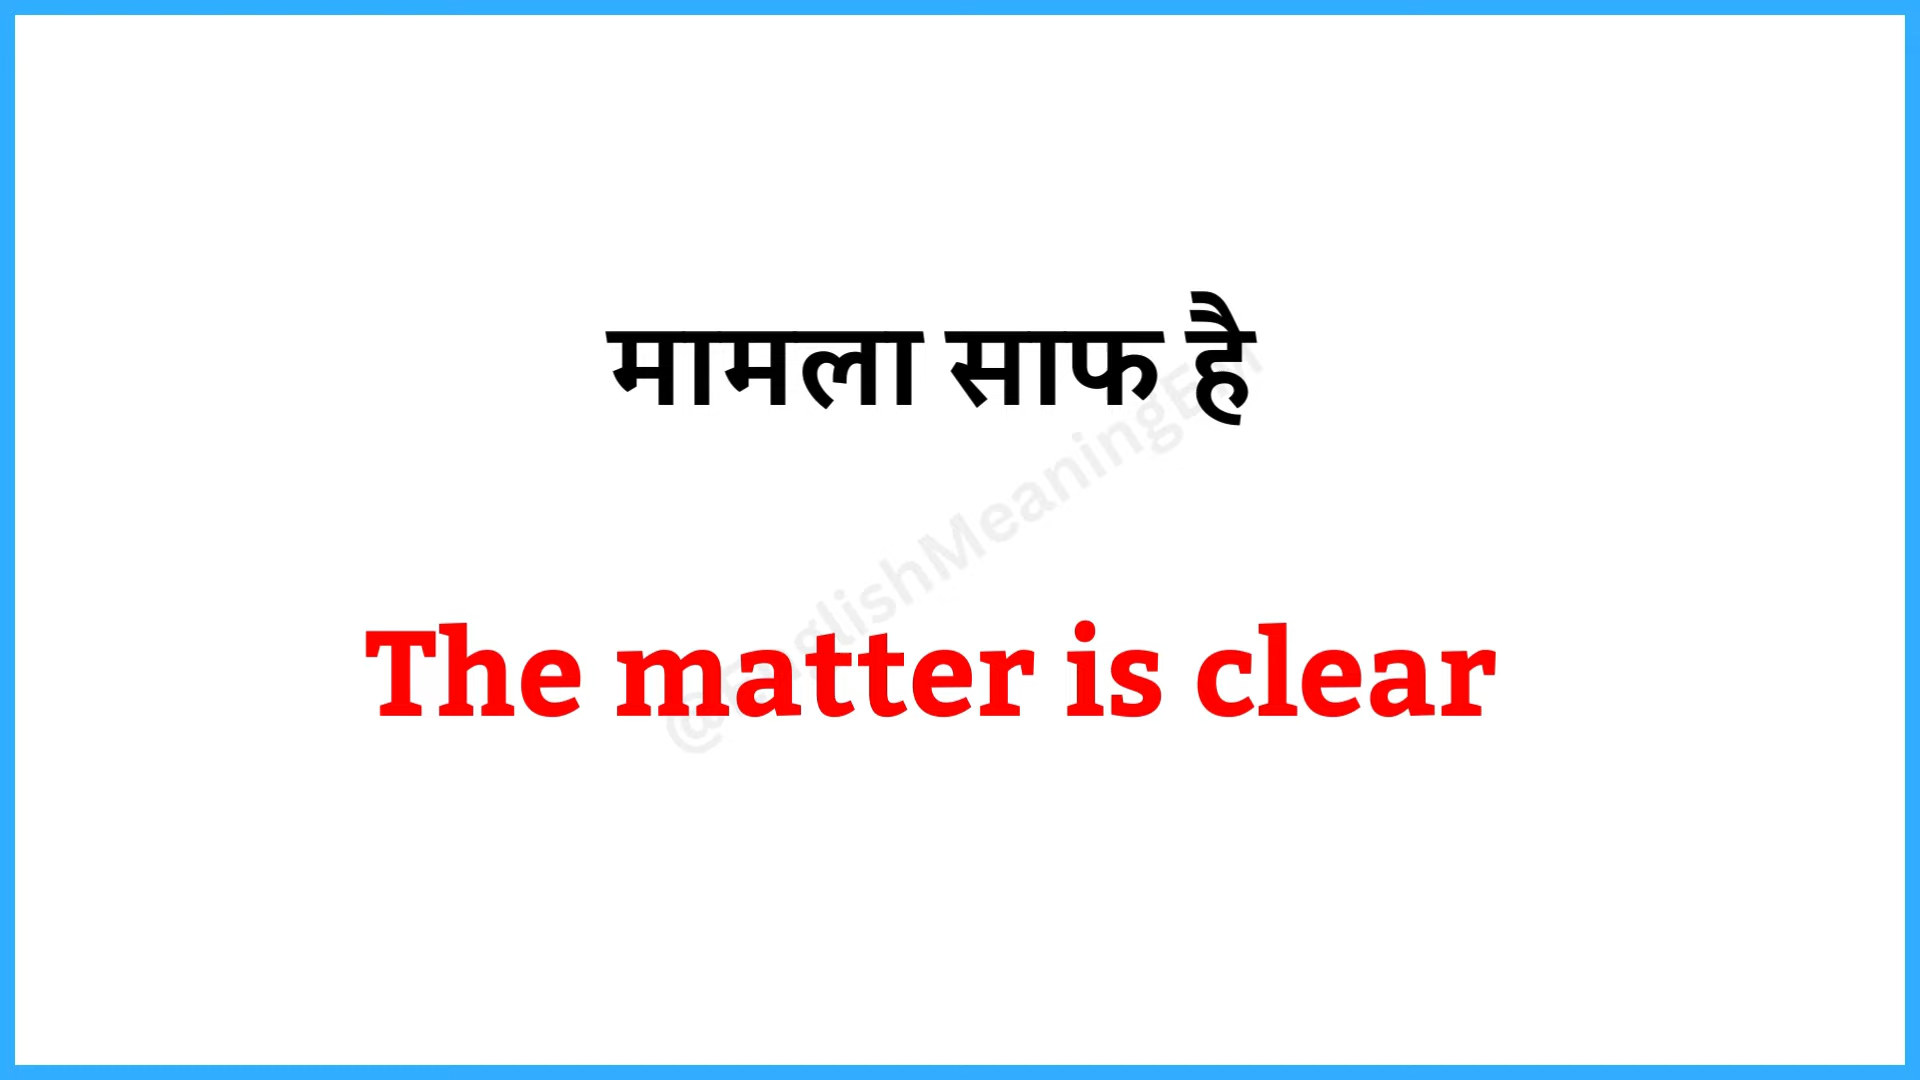 मामला साफ है
The matter is clear